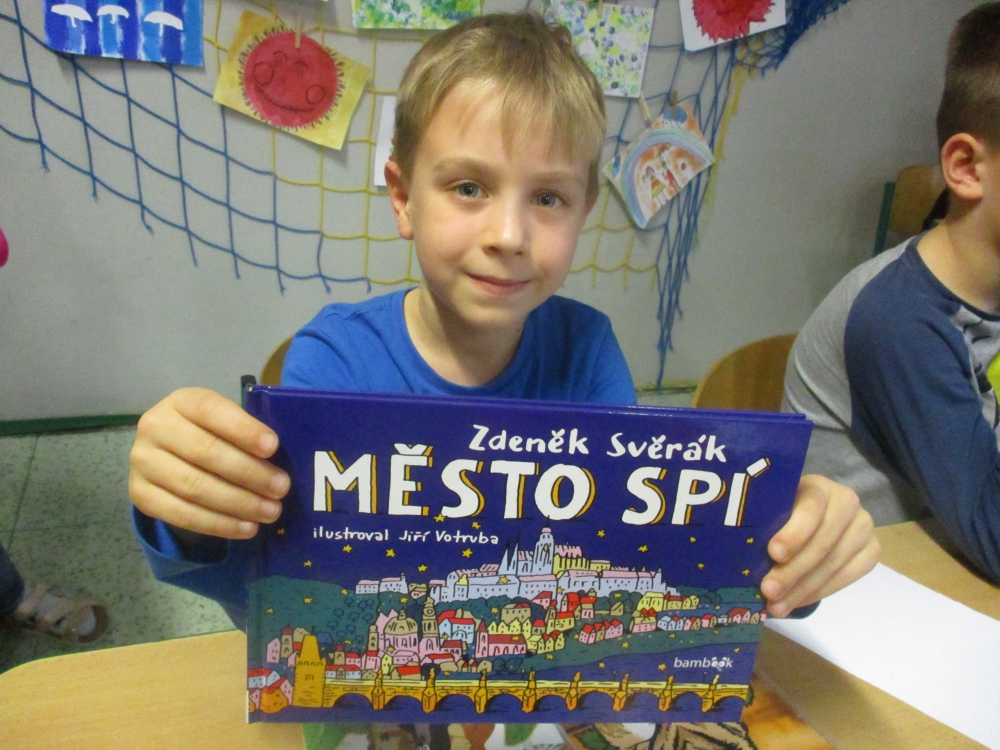 Zdeněk Svěrák
MĚSTO SPÍ
ilustroval Jiří Votruba
bambook